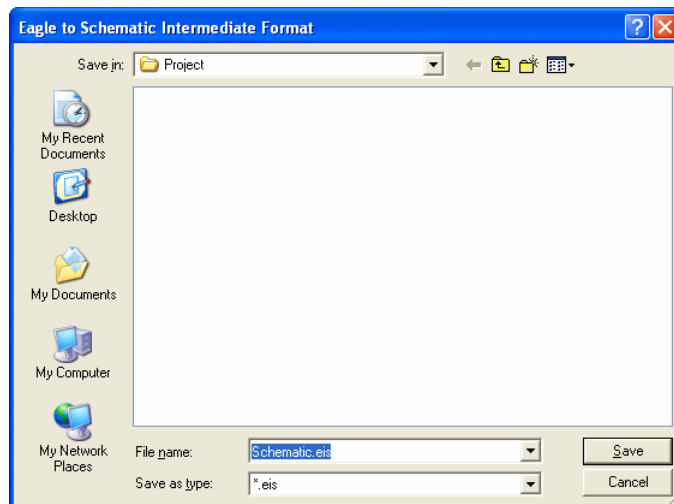 Eagle to Schematic Intermediate Format
Save in: Project
My Recent
Documents
Desktop
My Documents
My Computer
My Network
Places
File name: Schematic.eis Save
Save as type: *.eis Cancel